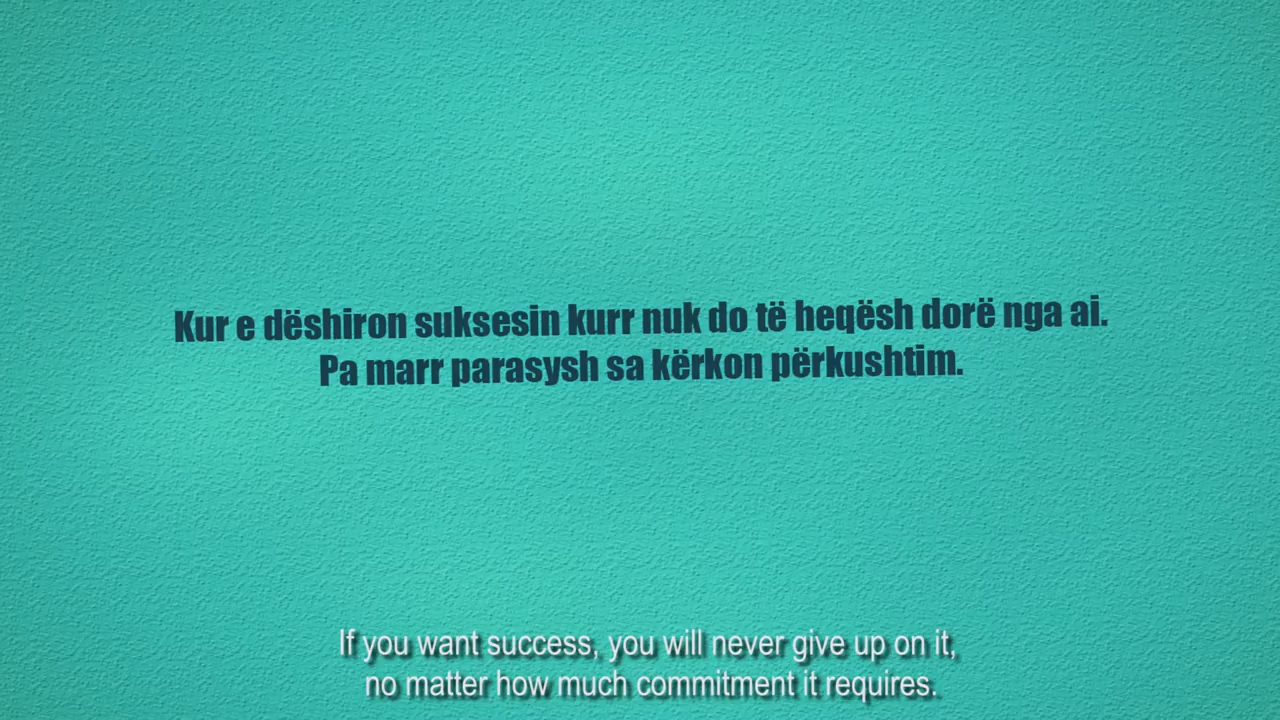 Kur e dëshiron suksesin kurr nuk do të heqësh dorë nga ai.
Pa marr parasysh sa kërkon përkushtim.
If you want success, you will never give up on it,
no matter how much commitment it requires.